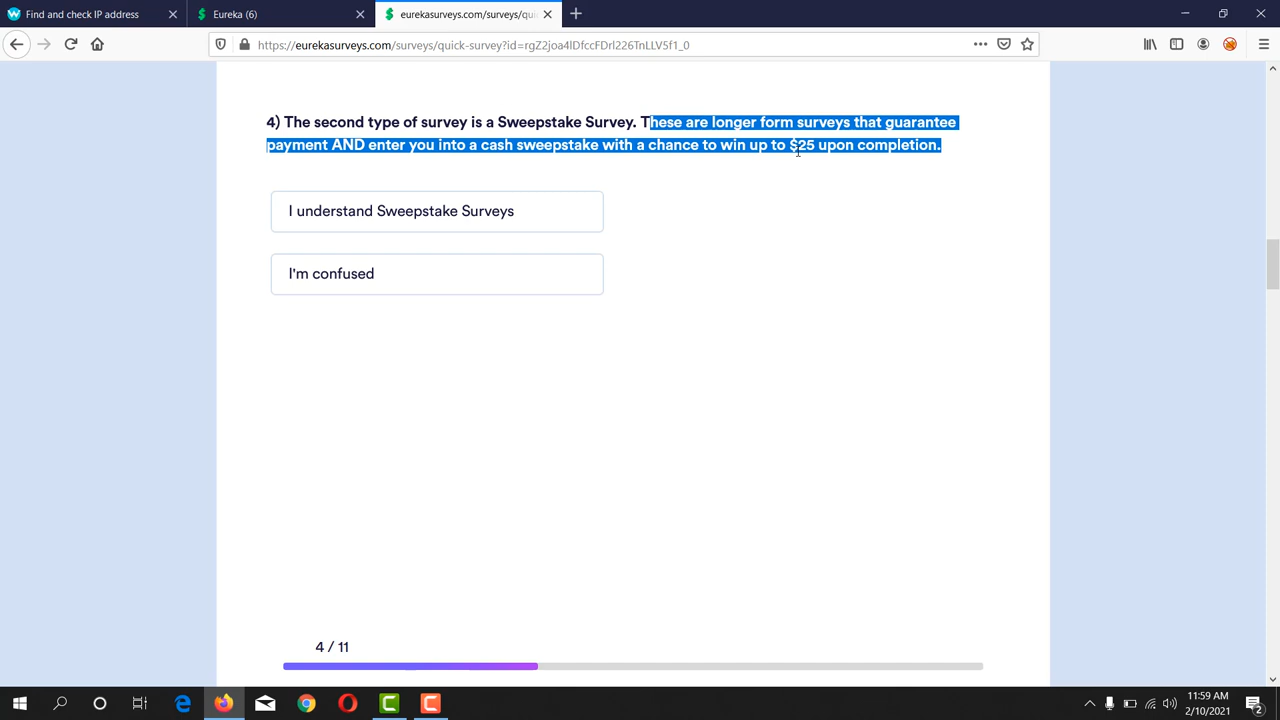 Find and check IP address
Eureka (6)
eurekasurveys.com/surveys/qui
https://eurekasurveys.com/surveys/quick-survey?id=rgZ2joa4lDfccFDrl226TnLLV5f1_0
4) The second type of survey is a Sweepstake Survey. These are longer form surveys that guarantee
payment AND enter you into a cash sweepstake with a chance to win up to $25 upon completion.
I understand Sweepstake Surveys
I'm confused
4 / 11
11:59 AM
2/10/2021
2